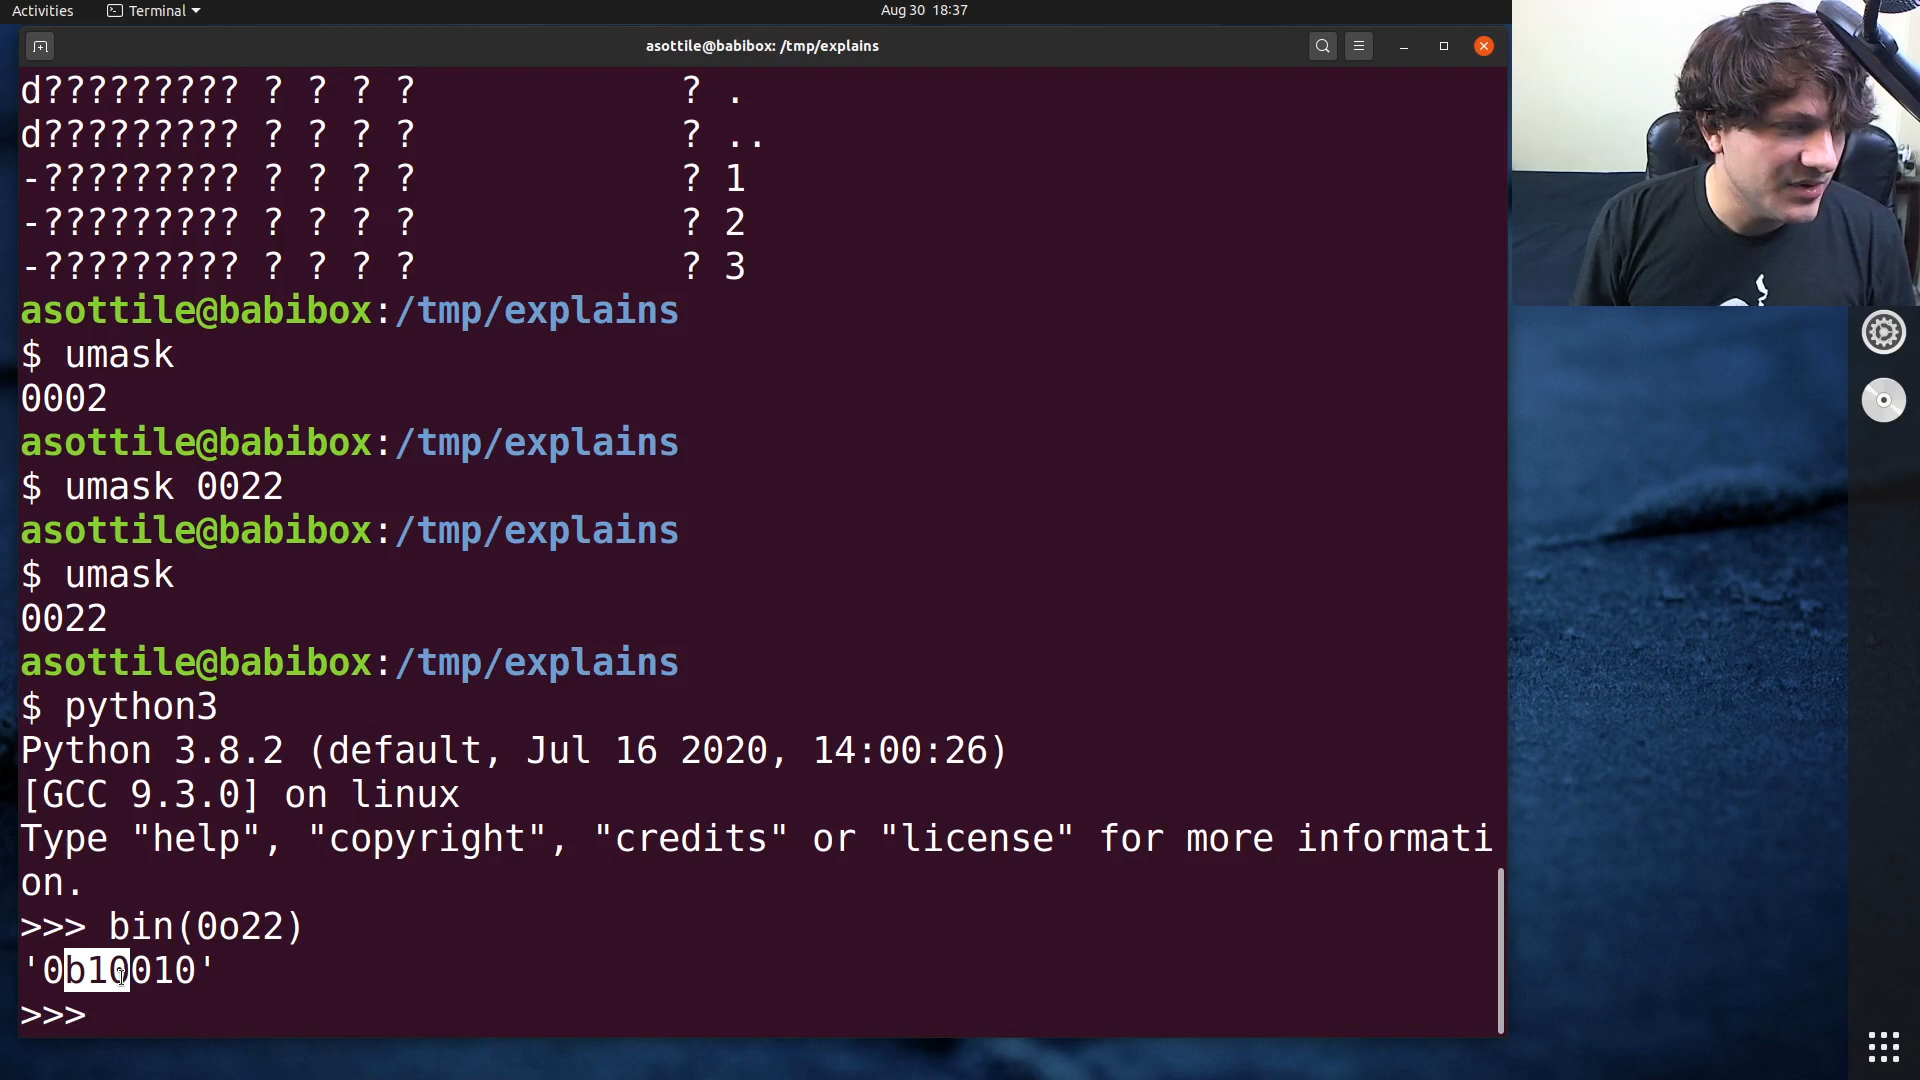 Activities
Terminal
Aug 30 18:37
asottile@babibox: /tmp/explains
d????????? ? ? ? ? ? .
d????????? ? ? ? ? ? ..
-????????? ? ? ? ? ? 1
-????????? ? ? ? ? ? 2
-????????? ? ? ? ? ? 3
asottile@babibox:/tmp/explains
$ umask
0002
asottile@babibox:/tmp/explains
$ umask 0022
asottile@babibox:/tmp/explains
$ umask
0022
asottile@babibox:/tmp/explains
$ python3
Python 3.8.2 (default, Jul 16 2020, 14:00:26)
[GCC 9.3.0] on linux
Type "help", "copyright", "credits" or "license" for more informati
on.
>>> bin(0o22)
'0b10010'
>>>